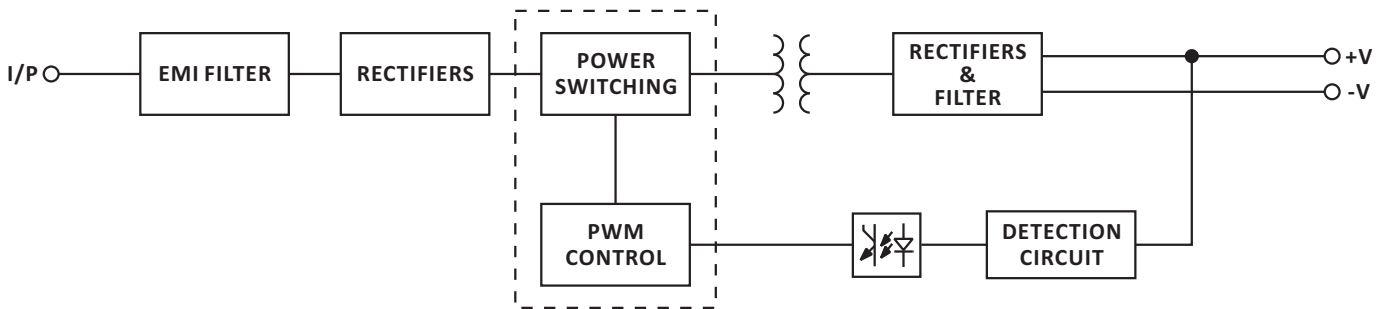 I/P
EMI FILTER
RECTIFIERS
POWER
SWITCHING
RECTIFIERS
&
FILTER
+V
-V
PWM
CONTROL
DETECTION
CIRCUIT